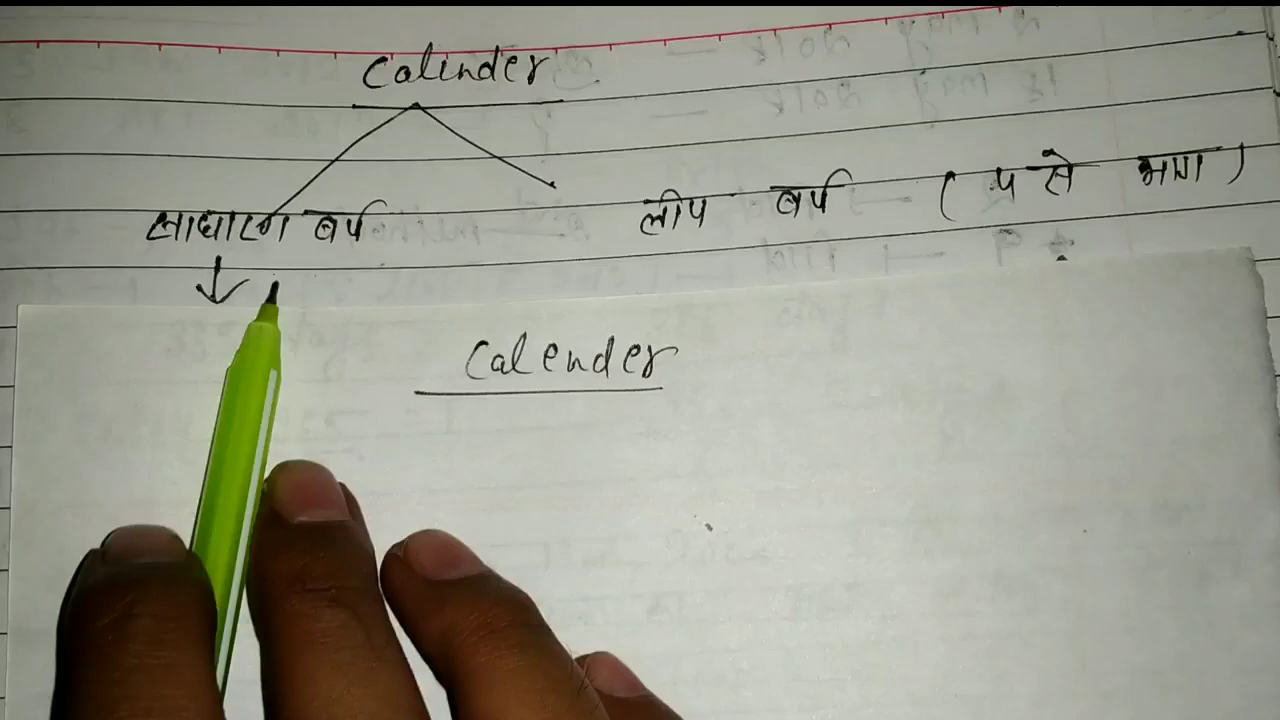 Calinder
साधारण वर्ष लीप वर्ष ( 4 से भाग )
Calender